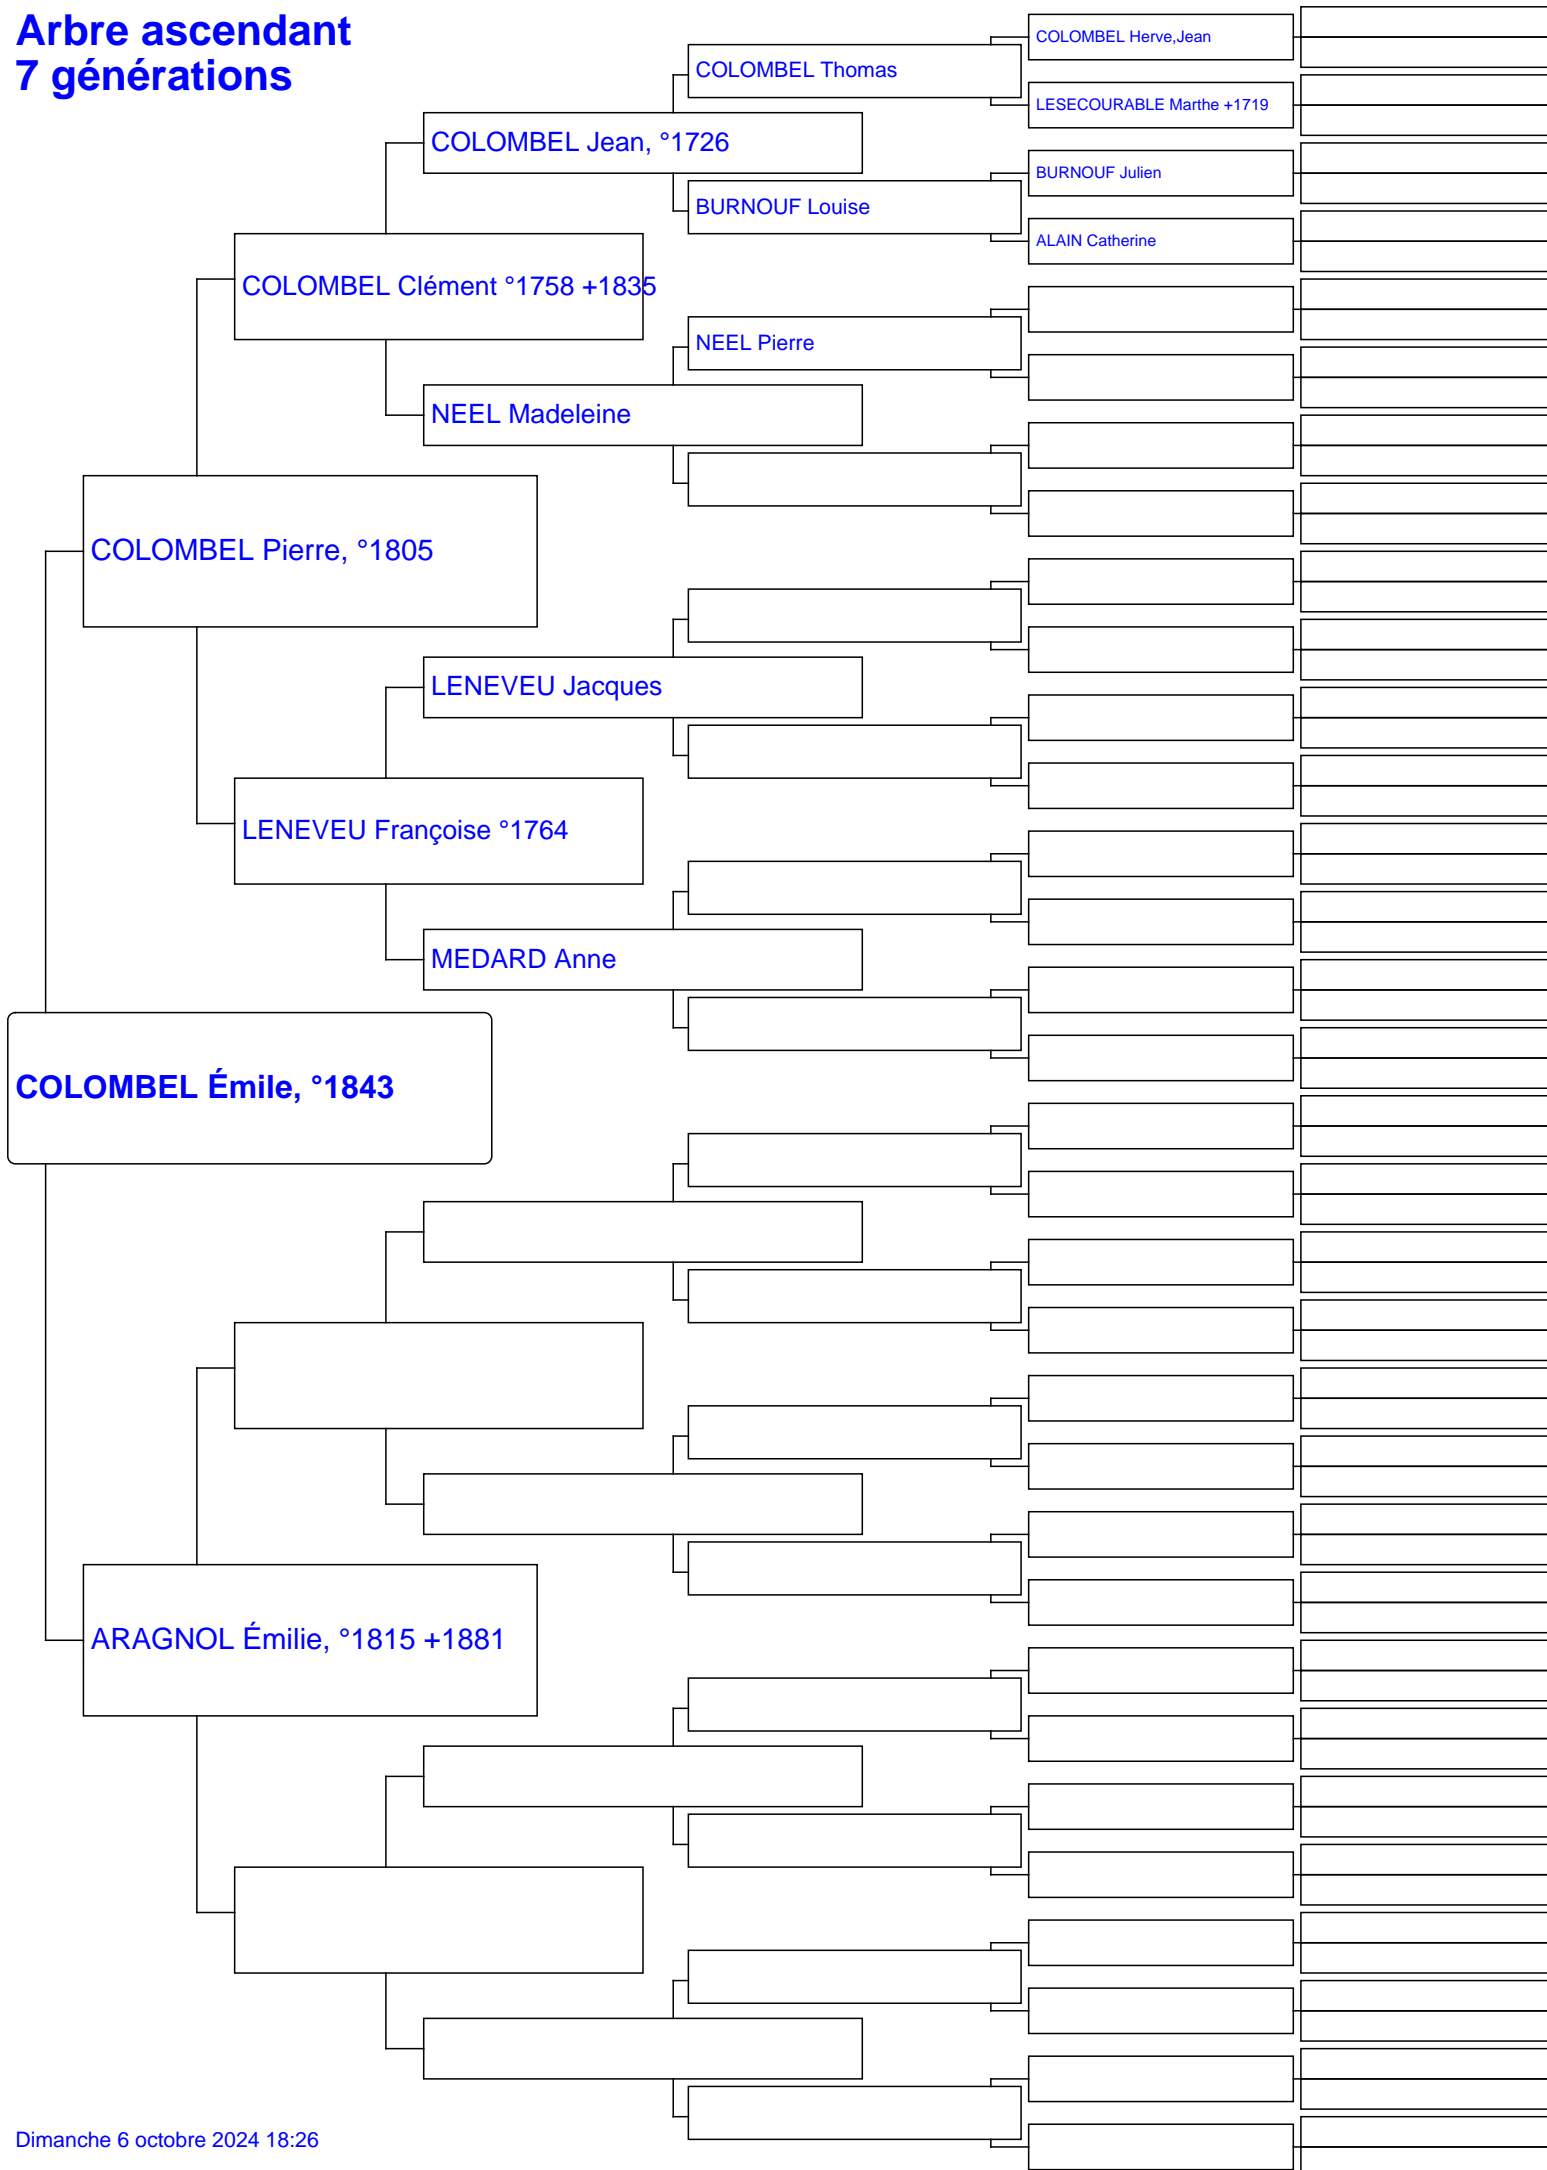 Arbre ascendant
7 générations
COLOMBEL Herve,Jean
COLOMBEL Thomas
LESECOURABLE Marthe +1719
COLOMBEL Jean, °1726
BURNOUF Julien
BURNOUF Louise
ALAIN Catherine
COLOMBEL Clément °1758 +1835
NEEL Pierre
NEEL Madeleine
COLOMBEL Pierre, °1805
LENEVEU Jacques
LENEVEU Françoise °1764
MEDARD Anne
COLOMBEL Émile, °1843
ARAGNOL Émilie, °1815 +1881
Dimanche 6 octobre 2024 18:26